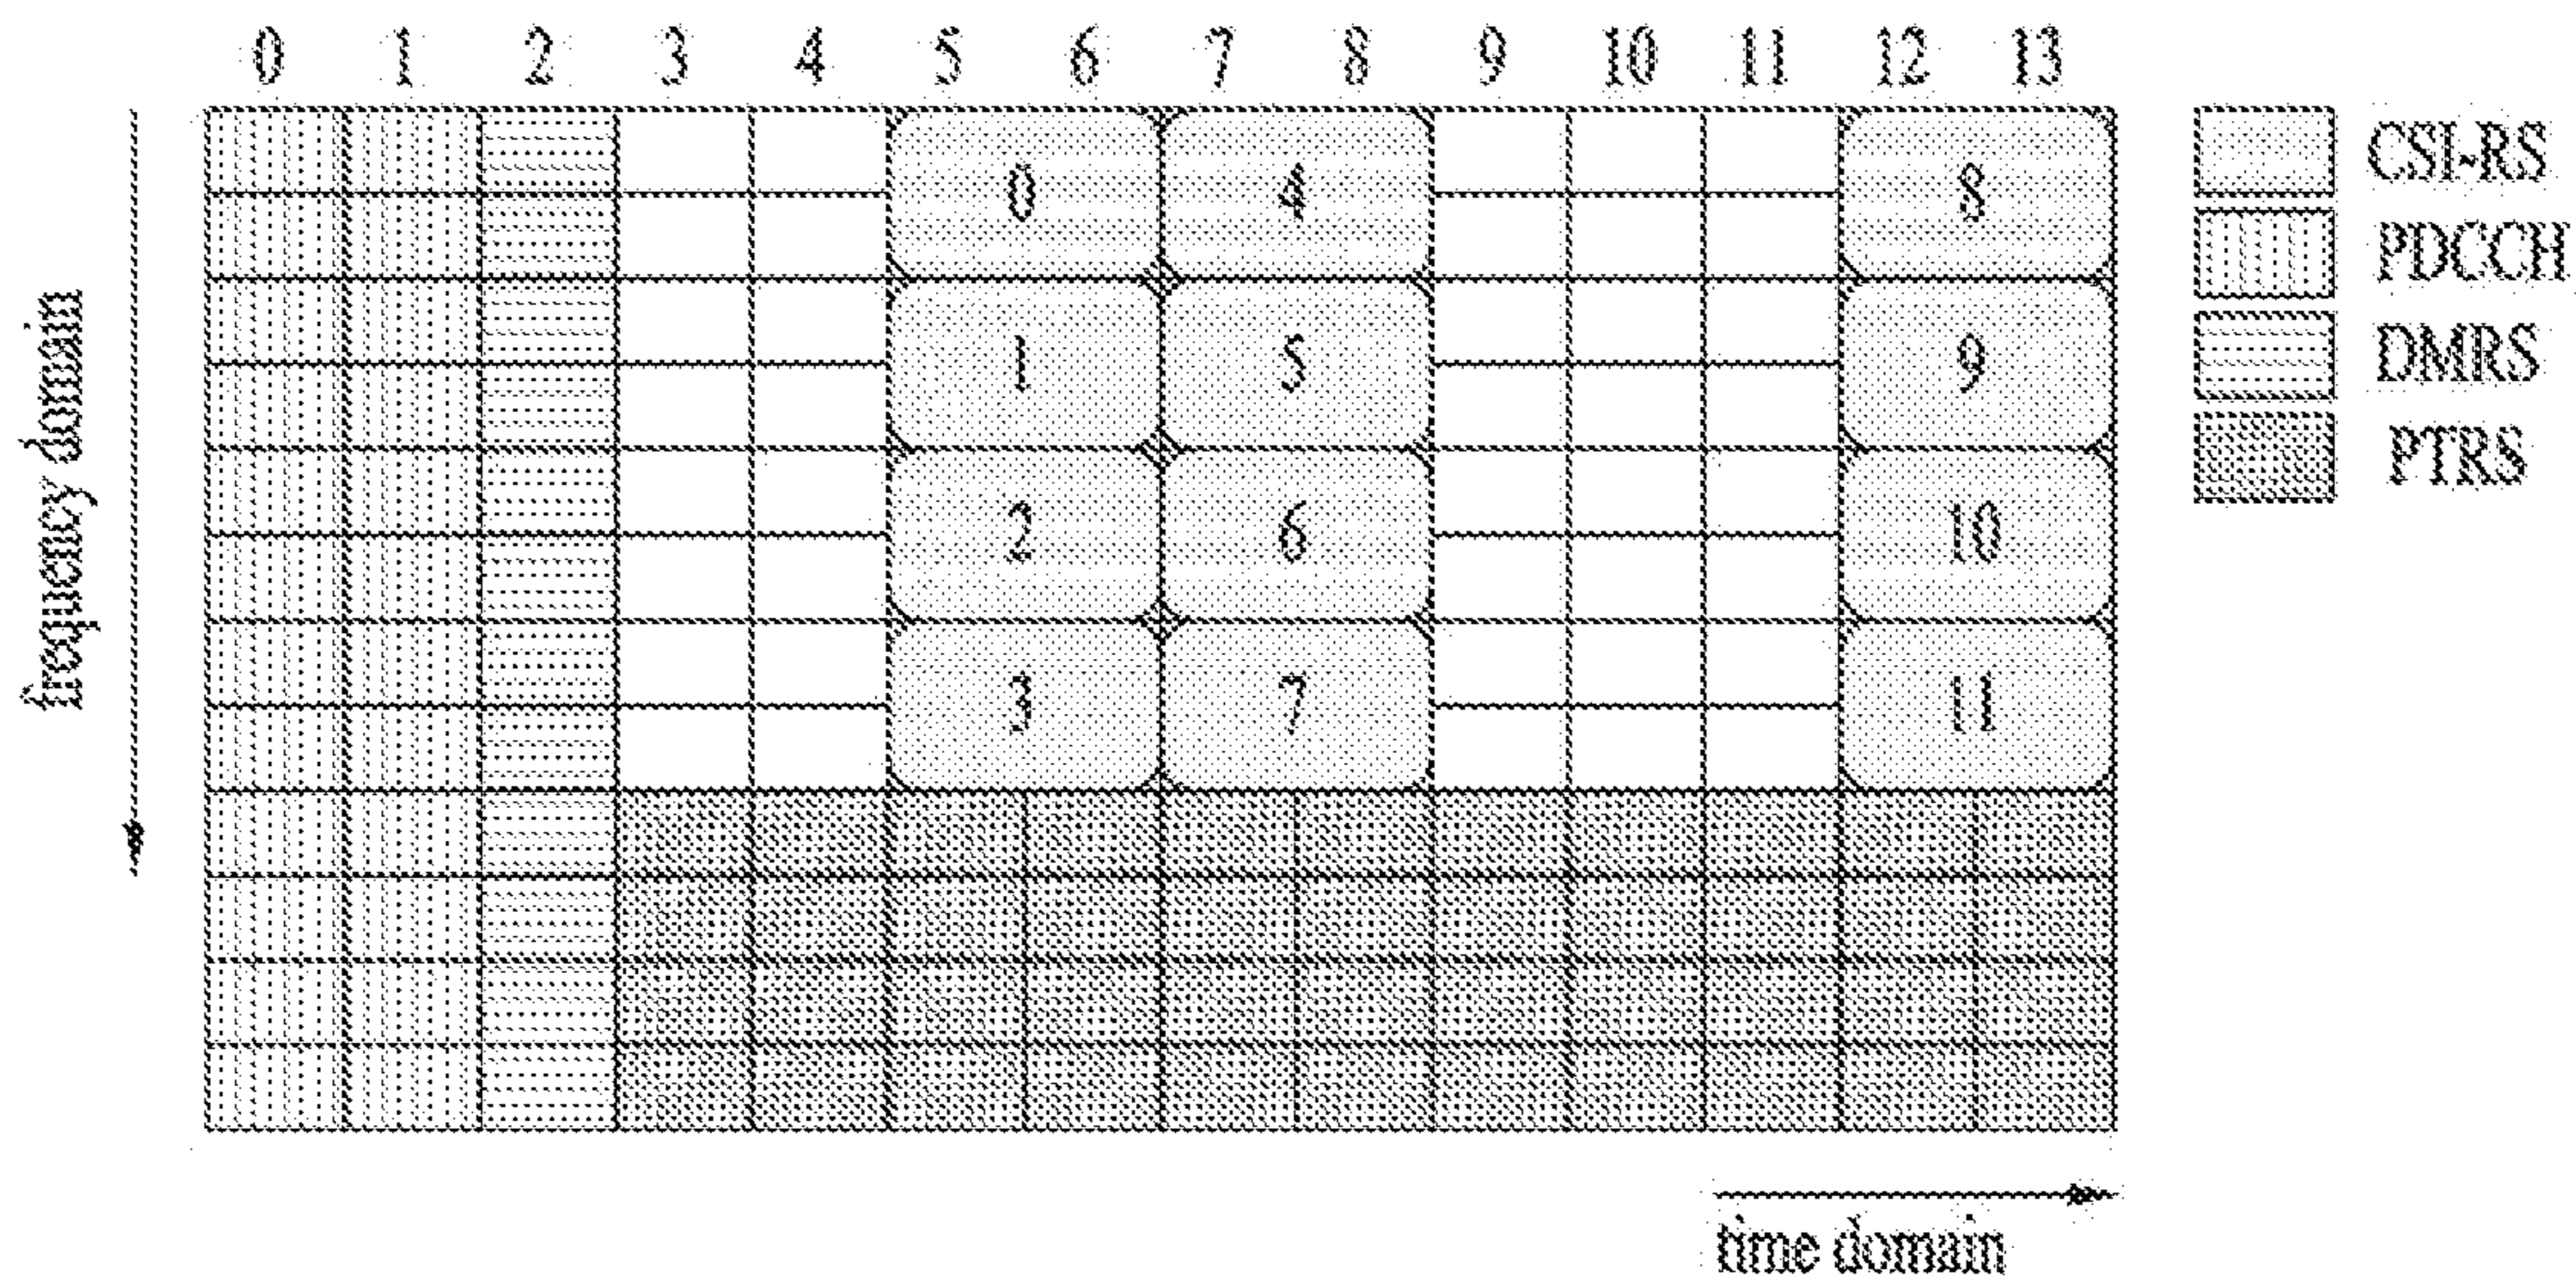 0 1 2 3 4 5 6 7 8 9 10 11 12 13
frequency domain
0 4 8
1 5 9
2 6 10
3 7 11
CSI-RS
PDCCH
DMRS
PTRS
time domain